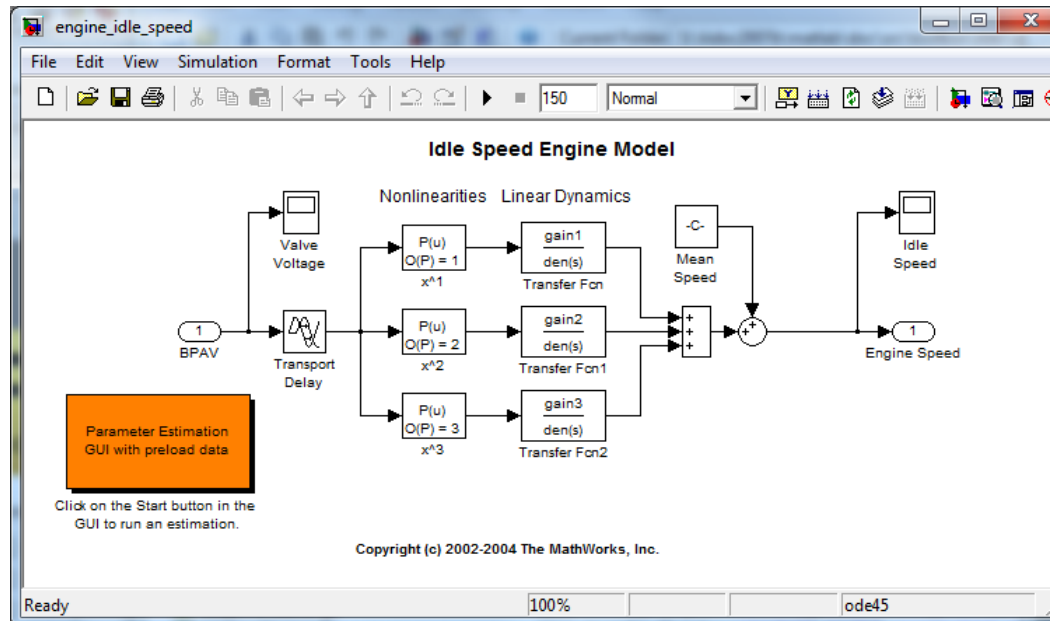 engine_idle_speed
File Edit View Simulation Format Tools Help
150 Normal
Idle Speed Engine Model
Nonlinearities Linear Dynamics
Valve
Voltage
P(u)
O(P) = 1
x^1
gain1
den(s)
Transfer Fcn
-C-
Mean
Speed
Idle
Speed
1
BPAV
Transport
Delay
P(u)
O(P) = 2
x^2
gain2
den(s)
Transfer Fcn1
+
+
+
+
+
1
Engine Speed
P(u)
O(P) = 3
x^3
gain3
den(s)
Transfer Fcn2
Parameter Estimation
GUI with preload data
Click on the Start button in the
GUI to run an estimation.
Copyright (c) 2002-2004 The MathWorks, Inc.
Ready 100% ode45